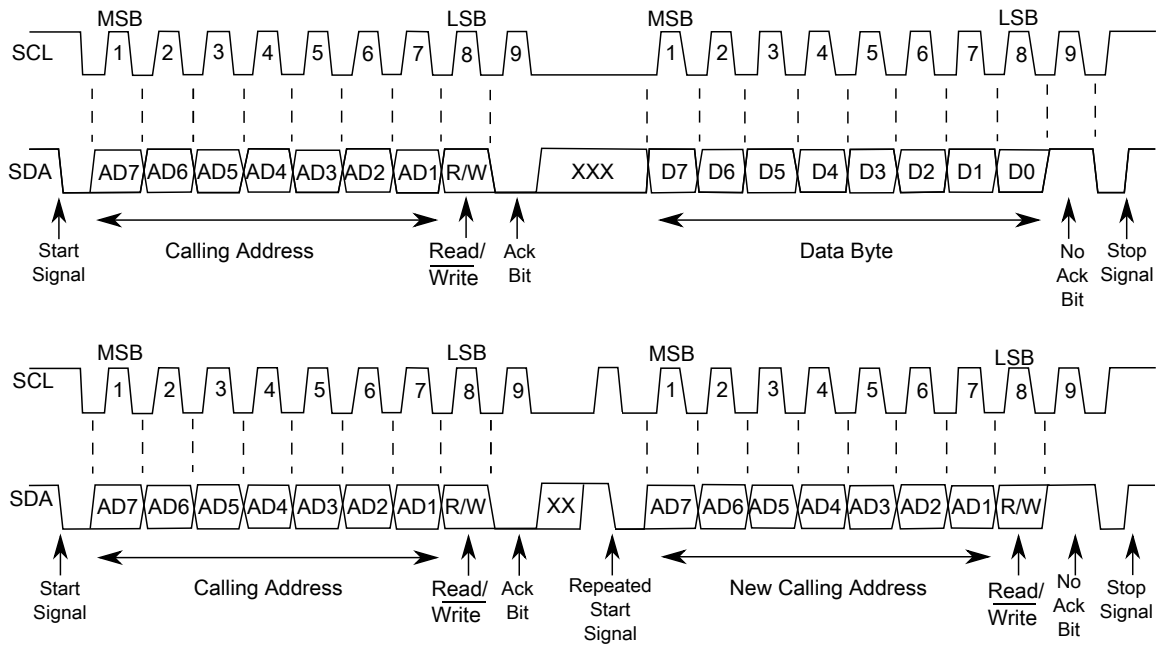 MSB LSB MSB LSB
SCL 1 2 3 4 5 6 7 8 9 1 2 3 4 5 6 7 8 9
SDA AD7 AD6 AD5 AD4 AD3 AD2 AD1 R/W XXX D7 D6 D5 D4 D3 D2 D1 D0
Start Signal
Calling Address
Read/ Write
Ack Bit
Data Byte
No Ack Bit
Stop Signal
MSB LSB MSB LSB
SCL 1 2 3 4 5 6 7 8 9 1 2 3 4 5 6 7 8 9
SDA AD7 AD6 AD5 AD4 AD3 AD2 AD1 R/W XX AD7 AD6 AD5 AD4 AD3 AD2 AD1 R/W
Start Signal
Calling Address
Read/ Write
Ack Bit
Repeated Start Signal
New Calling Address
Read/ Write
No Ack Bit
Stop Signal